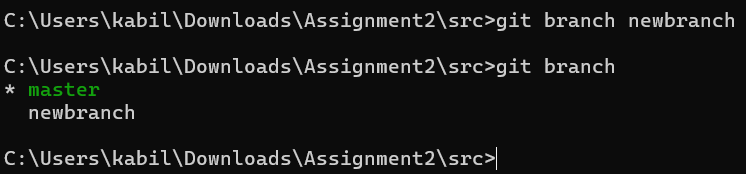 C:\Users\kabil\Downloads\Assignment2\src>git branch newbranch
C:\Users\kabil\Downloads\Assignment2\src>git branch
* master
newbranch
C:\Users\kabil\Downloads\Assignment2\src>